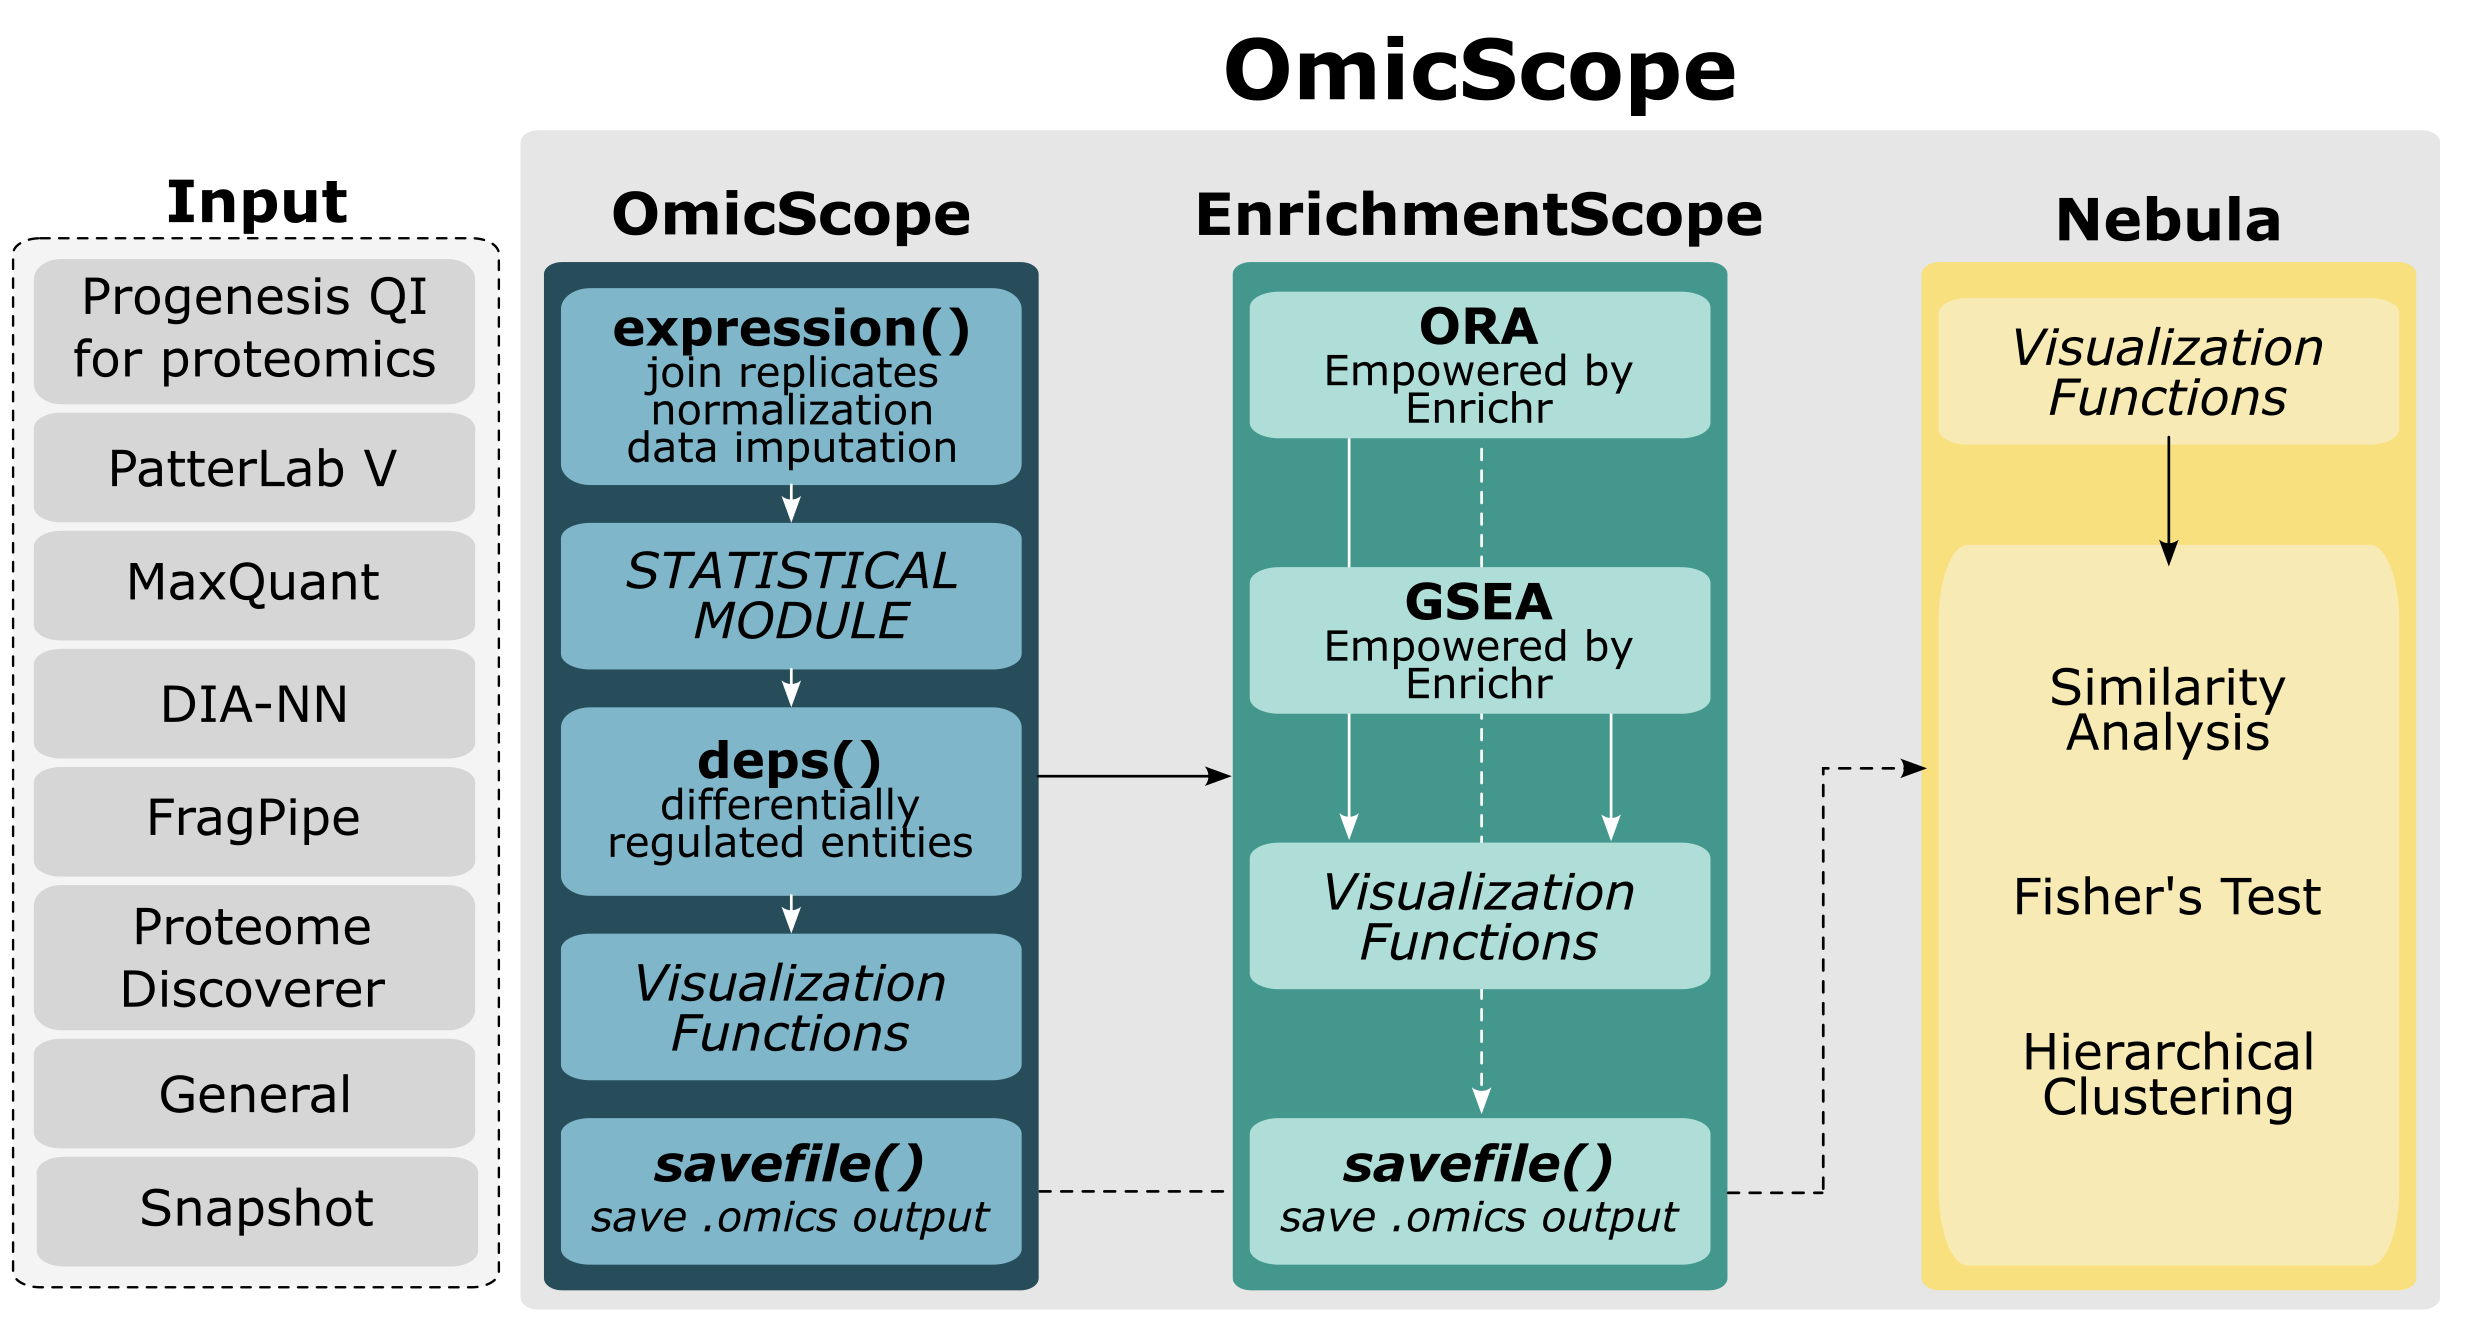 OmicScope
Input
Progenesis QI
for proteomics
PatterLab V
MaxQuant
DIA-NN
FragPipe
Proteome
Discoverer
General
Snapshot
OmicScope
expression()
join replicates
normalization
data imputation
STATISTICAL
MODULE
deps()
differentially
regulated entities
Visualization
Functions
savefile()
save .omics output
EnrichmentScope
ORA
Empowered by
Enrichr
GSEA
Empowered by
Enrichr
Visualization
Functions
savefile()
save .omics output
Nebula
Visualization
Functions
Similarity
Analysis
Fisher's Test
Hierarchical
Clustering